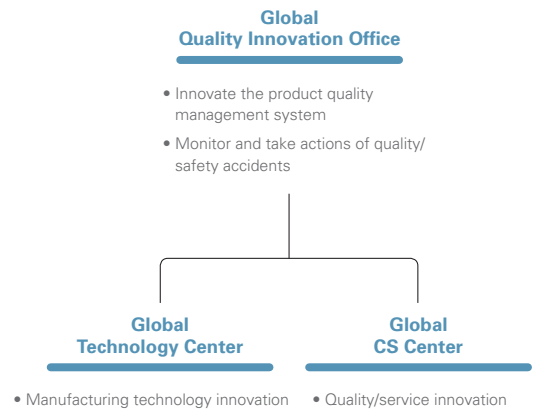 Global
Quality Innovation Office
• Innovate the product quality
management system
• Monitor and take actions of quality/
safety accidents
Global
Technology Center
• Manufacturing technology innovation
Global
CS Center
• Quality/service innovation